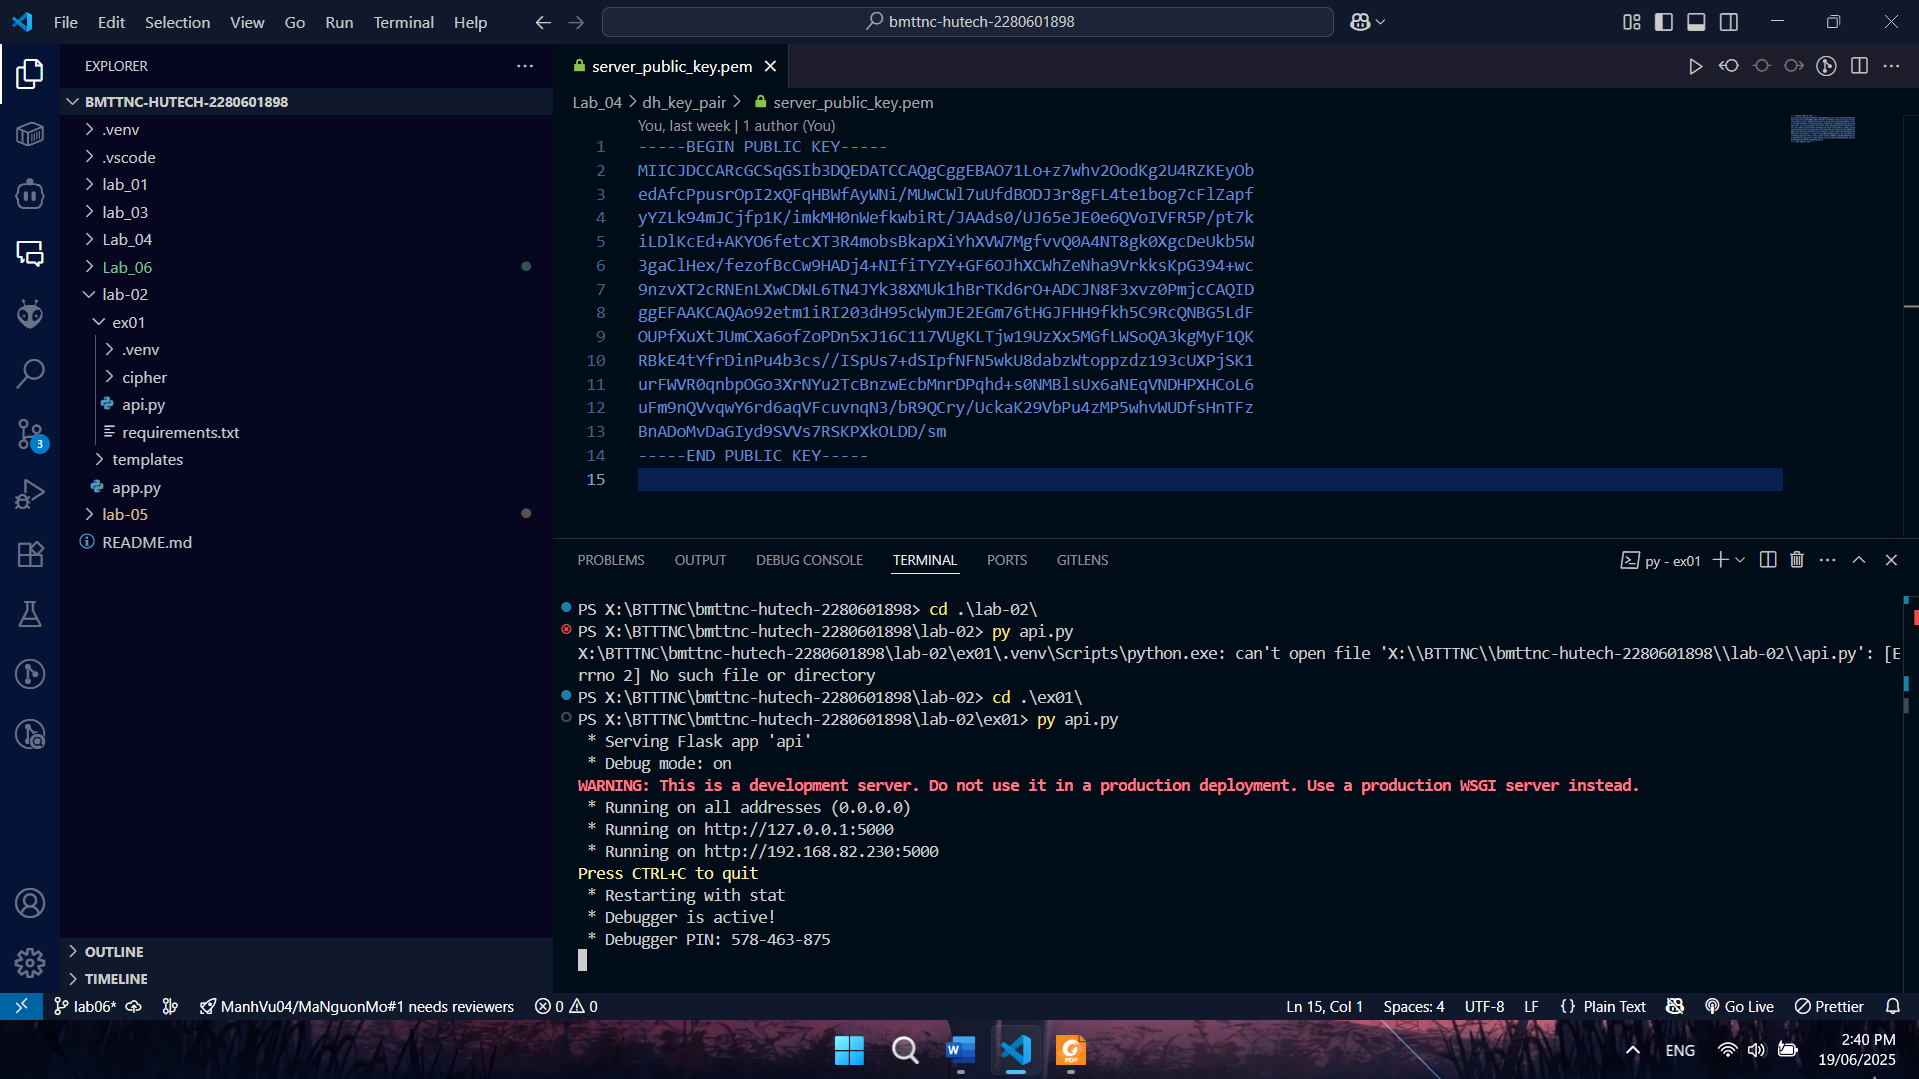 File Edit Selection View Go Run Terminal Help
bmttnc-hutech-2280601898
EXPLORER
BMTTNC-HUTECH-2280601898
.venv
.vscode
lab_01
lab_03
Lab_04
Lab_06
lab-02
ex01
.venv
cipher
api.py
requirements.txt
templates
app.py
lab-05
README.md
OUTLINE
TIMELINE
3
server_public_key.pem
Lab_04 > dh_key_pair > server_public_key.pem
You, last week | 1 author (You)
1 -----BEGIN PUBLIC KEY-----
2 MIICJDCCARcGCSqGSIb3DQEDATCCAQgCggEBAO71Lo+z7whv2OodKg2U4RZKEyOb
3 edAfcPpusrOpI2xQFqHBWfAyWNi/MUwCWl7uUfdBODJ3r8gFL4te1bog7cFlZapf
4 yYZLk94mJCjfp1K/imkMH0nWefkwbiRt/JAAds0/UJ65eJE0e6QVoIVFR5P/pt7k
5 iLDlKcEd+AKYO6fetcXT3R4mobsBkapXiYhXVW7MgfvvQ0A4NT8gk0XgcDeUkb5W
6 3gaClHex/fezofBcCw9HADj4+NIfiTYZY+GF6OJhXCWhZeNha9VrkksKpG394+wc
7 9nzvXT2cRNEnLXwCDWL6TN4JYk38XMUk1hBrTKd6rO+ADCJN8F3xvz0PmjcCAQID
8 ggEFAAKCAQAo92etm1iRI203dH95cWymJE2EGm76tHGJFHH9fkh5C9RcQNBG5LdF
9 OUPfXuXtJUmCXa6ofZoPDn5xJ16C117VUgKLTjw19UzXx5MGfLWSoQA3kgMyF1QK
10 RBkE4tYfrDinPu4b3cs//ISpUs7+dSIpfNFN5wkU8dabzWtoppzdz193cUXPjSK1
11 urFWVR0qnbpOGo3XrNYu2TcBnzwEcbMnrDPqhd+s0NMBlsUx6aNEqVNDHPXHCoL6
12 uFm9nQVvqwY6rd6aqVFcuvnqN3/bR9QCry/UckaK29VbPu4zMP5whvWUDfsHnTFz
13 BnADoMvDaGIyd9SVVs7RSKPXkOLDD/sm
14 -----END PUBLIC KEY-----
15
PROBLEMS OUTPUT DEBUG CONSOLE TERMINAL PORTS GITLENS
py - ex01
PS X:\BTTTNC\bmttnc-hutech-2280601898> cd .\lab-02\
PS X:\BTTTNC\bmttnc-hutech-2280601898\lab-02> py api.py
X:\BTTTNC\bmttnc-hutech-2280601898\lab-02\ex01\.venv\Scripts\python.exe: can't open file 'X:\\BTTTNC\\bmttnc-hutech-2280601898\\lab-02\\api.py': [E
rrno 2] No such file or directory
PS X:\BTTTNC\bmttnc-hutech-2280601898\lab-02> cd .\ex01\
PS X:\BTTTNC\bmttnc-hutech-2280601898\lab-02\ex01> py api.py
* Serving Flask app 'api'
* Debug mode: on
WARNING: This is a development server. Do not use it in a production deployment. Use a production WSGI server instead.
* Running on all addresses (0.0.0.0)
* Running on http://127.0.0.1:5000
* Running on http://192.168.82.230:5000
Press CTRL+C to quit
* Restarting with stat
* Debugger is active!
* Debugger PIN: 578-463-875
lab06* ManhVu04/MaNguonMo#1 needs reviewers 0 0 Ln 15, Col 1 Spaces: 4 UTF-8 LF {} Plain Text Go Live Prettier
ENG
2:40 PM
19/06/2025